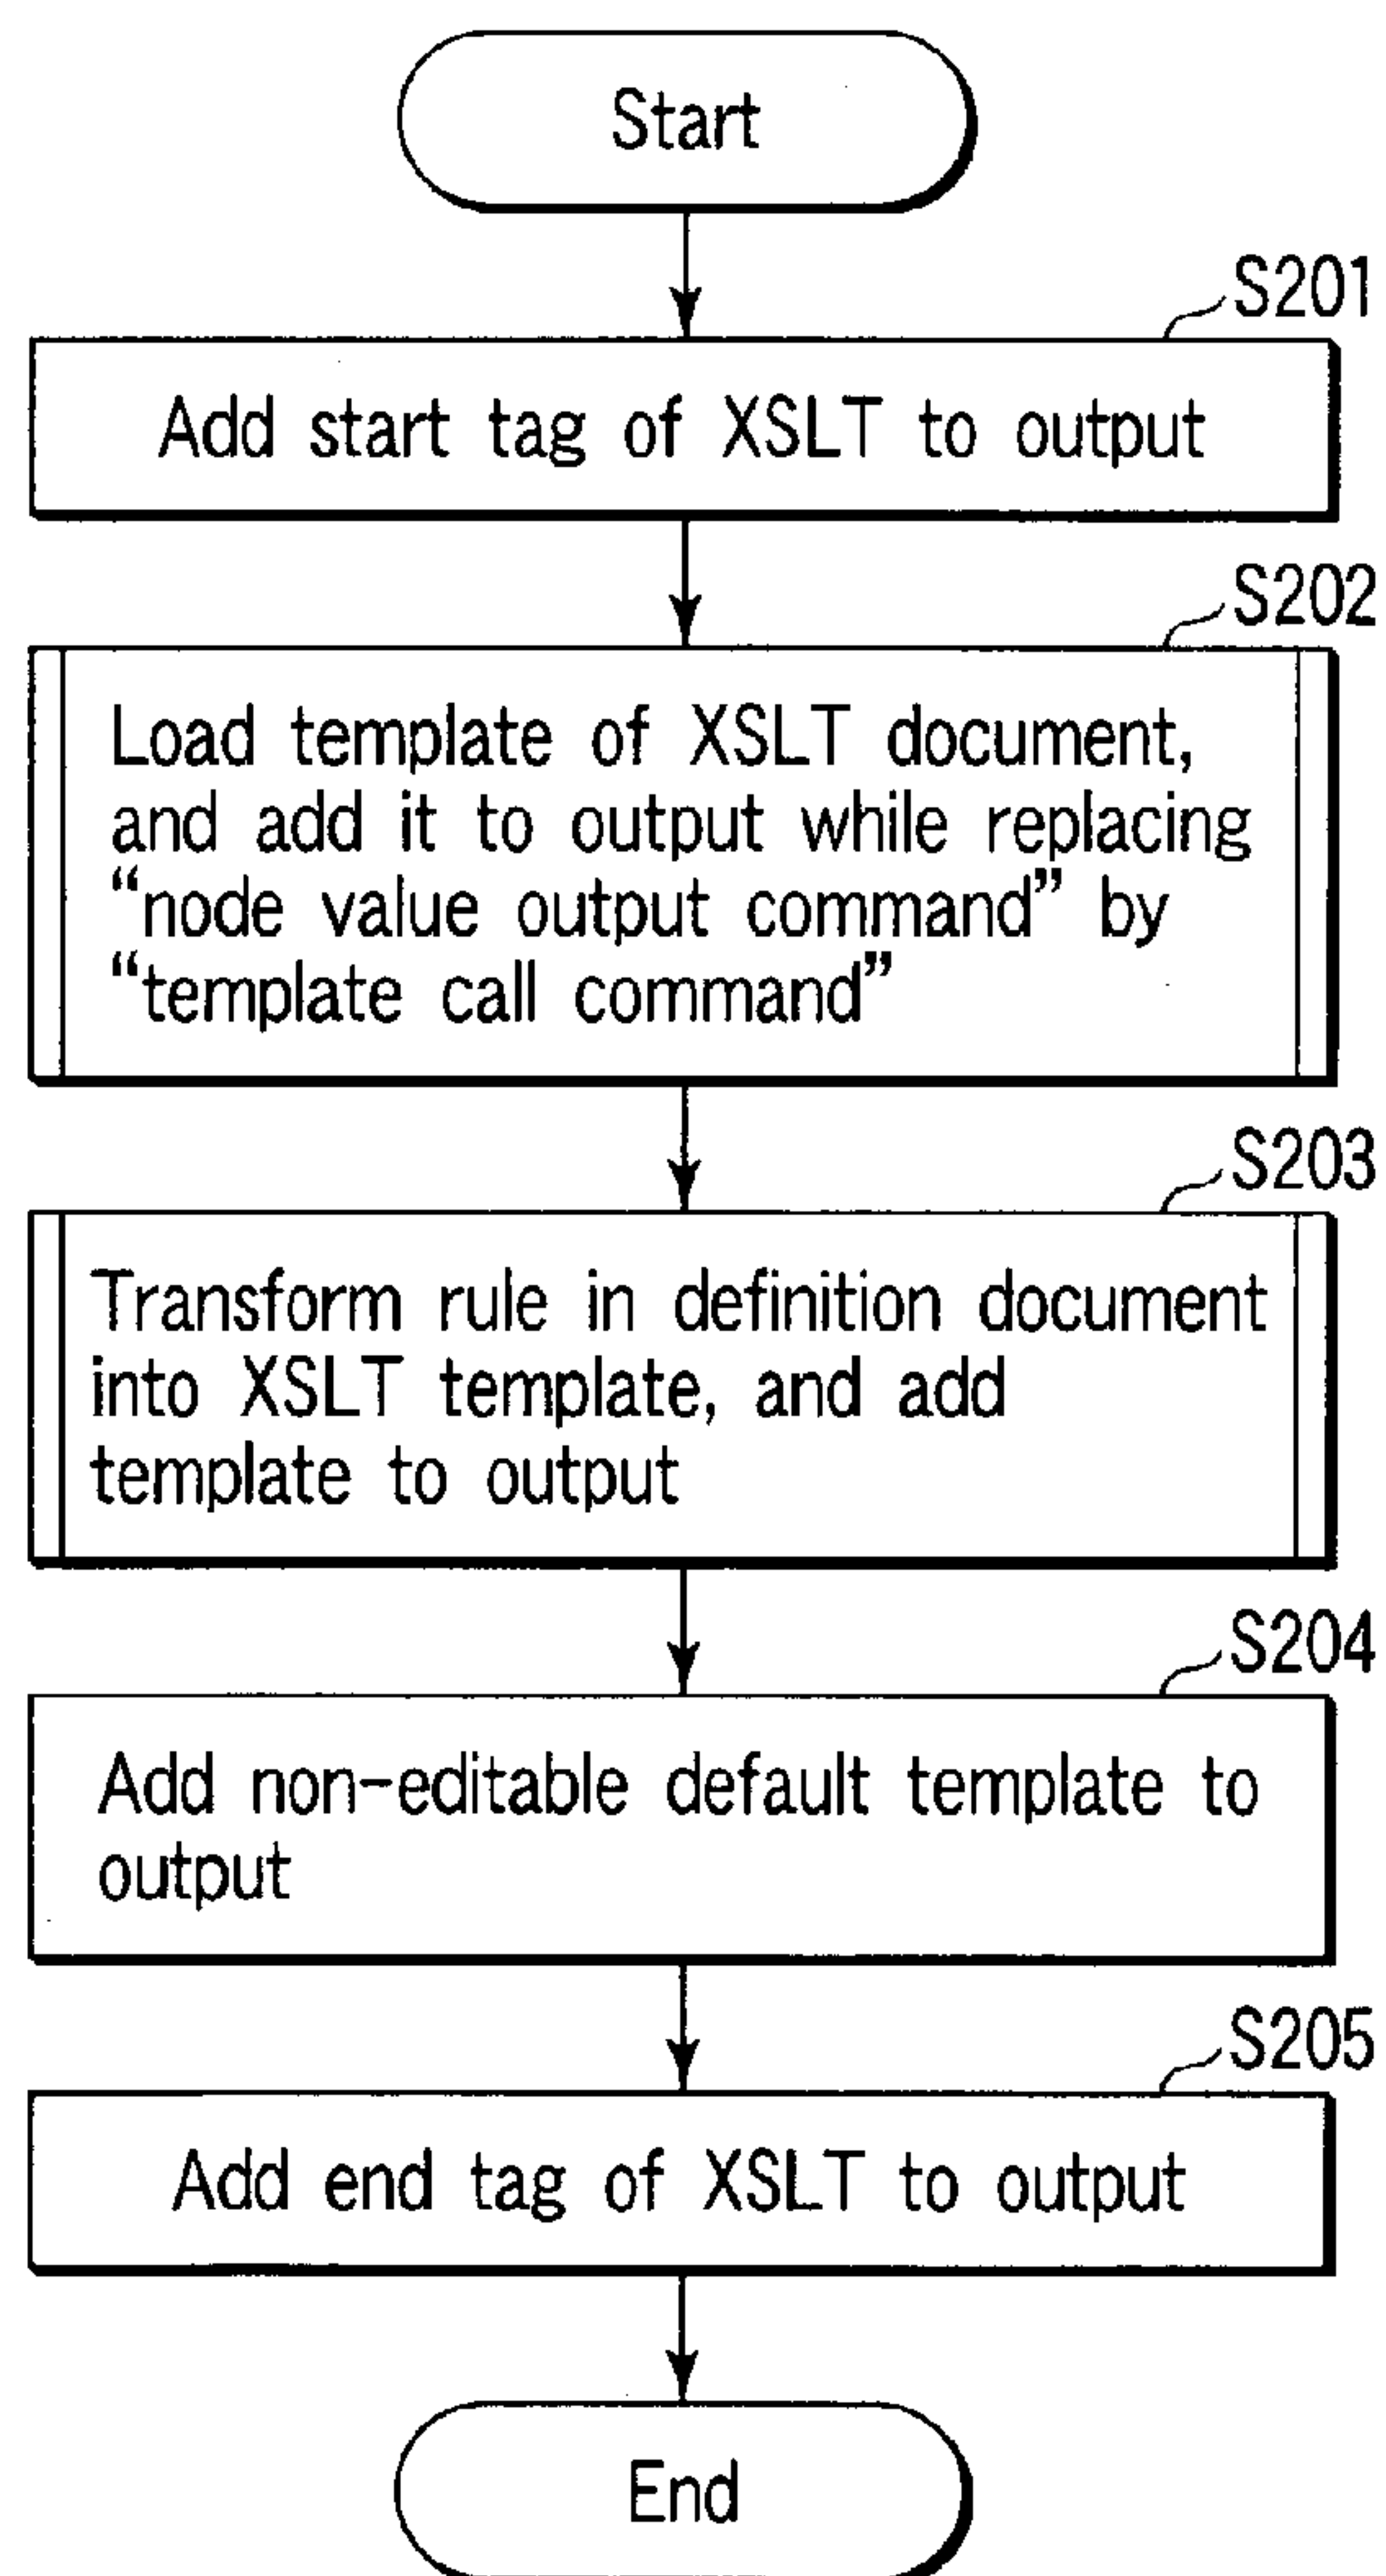 Start
S201
Add start tag of XSLT to output
S202
Load template of XSLT document,
and add it to output while replacing
“node value output command” by
“template call command”
S203
Transform rule in definition document
into XSLT template, and add
template to output
S204
Add non-editable default template to
output
S205
Add end tag of XSLT to output
End